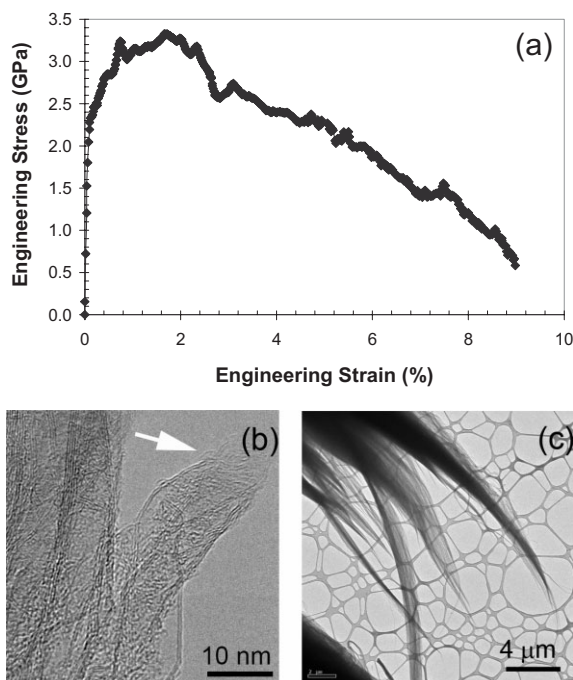 (a)
Engineering Stress (GPa)
3.5
3.0
2.5
2.0
1.5
1.0
0.5
0.0
0 2 4 6 8 10
Engineering Strain (%)
(b)
10 nm
(c)
4 μm